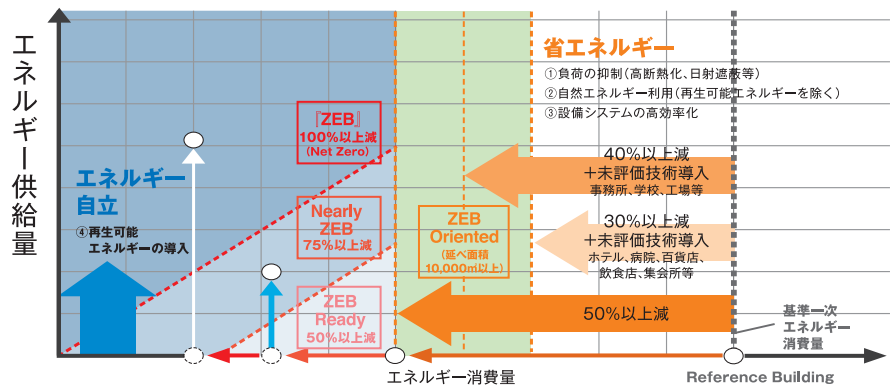 エネルギー供給量
省エネルギー
①負荷の抑制(高断熱化、日射遮蔽等)
②自然エネルギー利用(再生可能エネルギーを除く)
③設備システムの高効率化
『ZEB』
100%以上減
(Net Zero)
エネルギー
自立
④再生可能
エネルギーの導入
Nearly
ZEB
75%以上減
ZEB
Ready
50%以上減
ZEB
Oriented
(延べ面積
10,000m以上)
40%以上減
+未評価技術導入
事務所、学校、工場等
30%以上減
+未評価技術導入
ホテル、病院、百貨店、
飲食店、集会所等
50%以上減
基準一次
エネルギー
消費量
エネルギー消費量
Reference Building